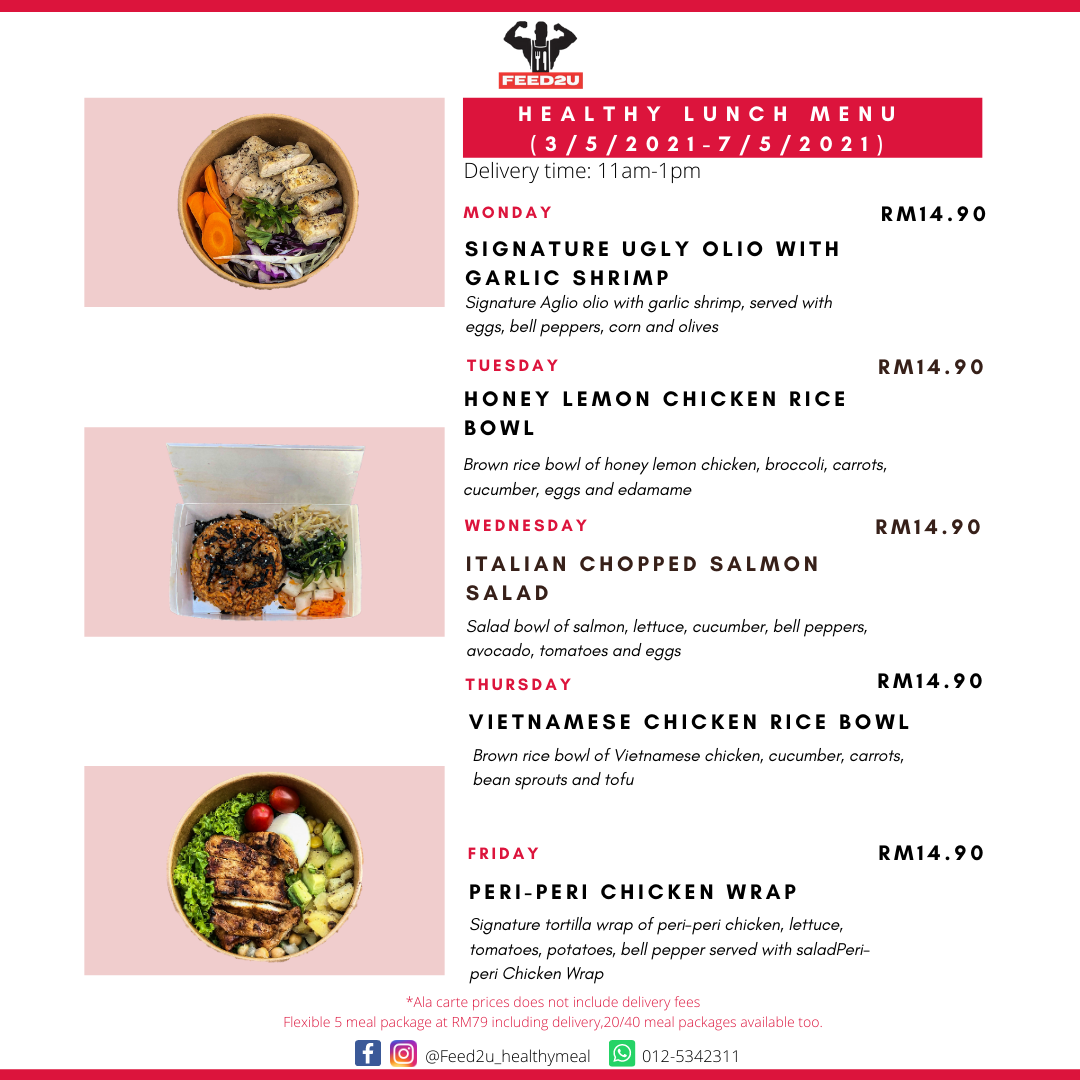 FEED2U
HEALTHY LUNCH MENU
(3/5/2021-7/5/2021)
Delivery time: 11am-1pm
MONDAY
RM14.90
SIGNATURE UGLY OLIO WITH
GARLIC SHRIMP
Signature Aglio olio with garlic shrimp, served with
eggs, bell peppers, corn and olives
TUESDAY
RM14.90
HONEY LEMON CHICKEN RICE
BOWL
Brown rice bowl of honey lemon chicken, broccoli, carrots,
cucumber, eggs and edamame
WEDNESDAY
RM14.90
ITALIAN CHOPPED SALMON
SALAD
Salad bowl of salmon, lettuce, cucumber, bell peppers,
avocado, tomatoes and eggs
THURSDAY
RM14.90
VIETNAMESE CHICKEN RICE BOWL
Brown rice bowl of Vietnamese chicken, cucumber, carrots,
bean sprouts and tofu
FRIDAY
RM14.90
PERI-PERI CHICKEN WRAP
Signature tortilla wrap of peri-peri chicken, lettuce,
tomatoes, potatoes, bell pepper served with saladPeri-
peri Chicken Wrap
*Ala carte prices does not include delivery fees
Flexible 5 meal package at RM79 including delivery,20/40 meal packages available too.
@Feed2u_healthymeal
012-5342311